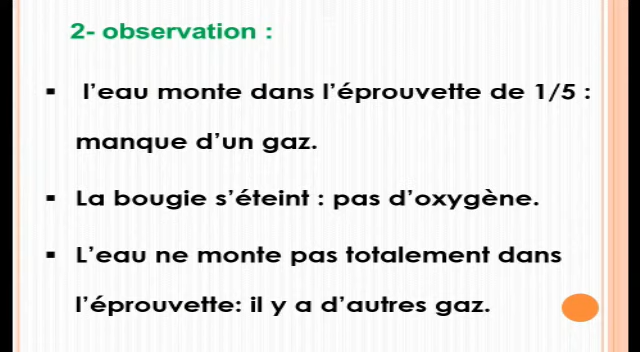 2- observation :
▪ l’eau monte dans l’éprouvette de 1/5 :
manque d’un gaz.
▪ La bougie s’éteint : pas d’oxygène.
▪ L’eau ne monte pas totalement dans
l’éprouvette: il y a d’autres gaz.